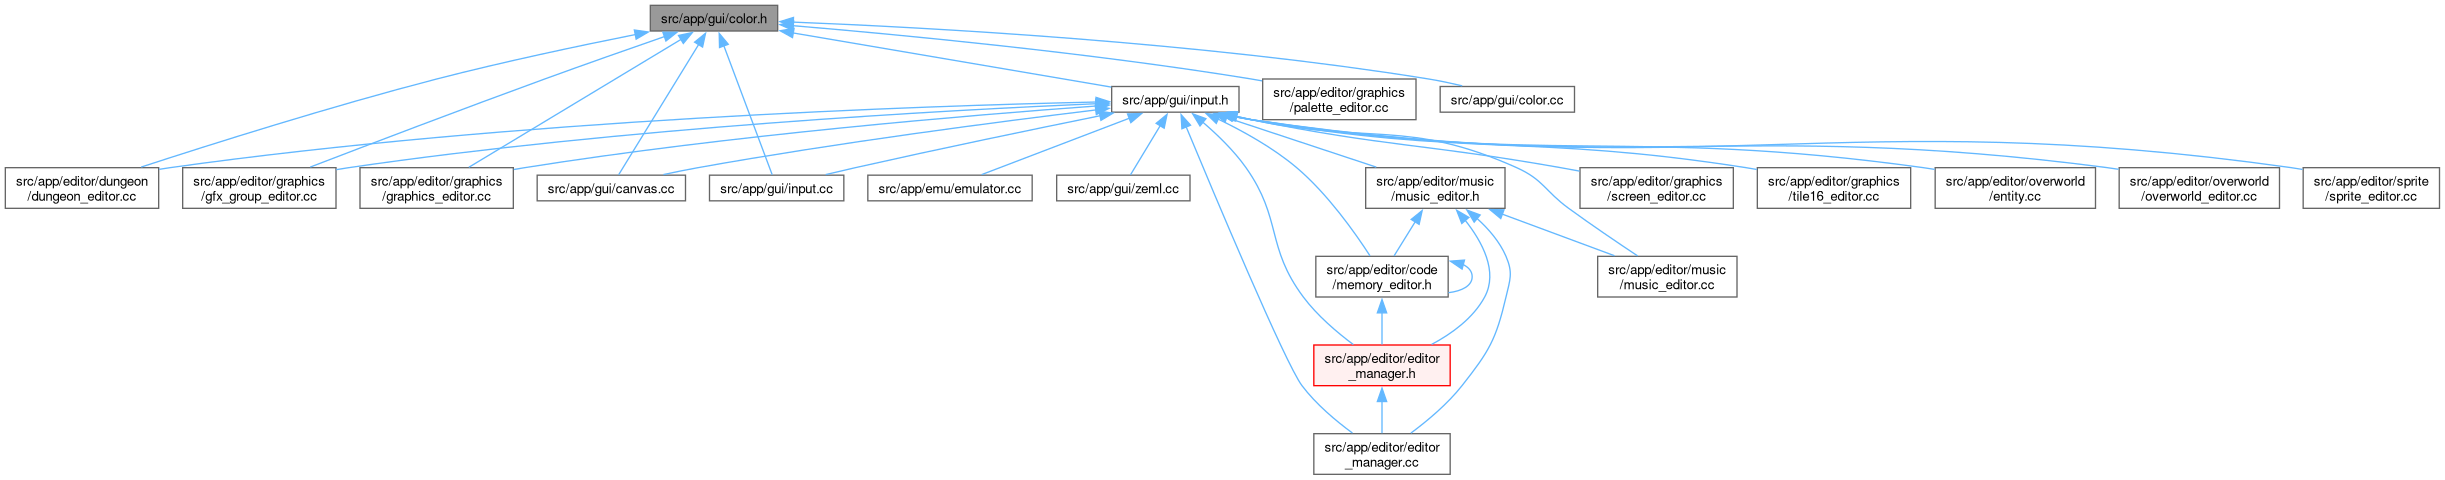 src/app/gui/color.h
src/app/gui/input.h
src/app/editor/graphics
/palette_editor.cc
src/app/gui/color.cc
src/app/editor/dungeon
/dungeon_editor.cc
src/app/editor/graphics
/gfx_group_editor.cc
src/app/editor/graphics
/graphics_editor.cc
src/app/gui/canvas.cc
src/app/gui/input.cc
src/app/emu/emulator.cc
src/app/gui/zeml.cc
src/app/editor/music
/music_editor.h
src/app/editor/graphics
/screen_editor.cc
src/app/editor/graphics
/tile16_editor.cc
src/app/editor/overworld
/entity.cc
src/app/editor/overworld
/overworld_editor.cc
src/app/editor/sprite
/sprite_editor.cc
src/app/editor/code
/memory_editor.h
src/app/editor/music
/music_editor.cc
src/app/editor/editor
_manager.h
src/app/editor/editor
_manager.cc